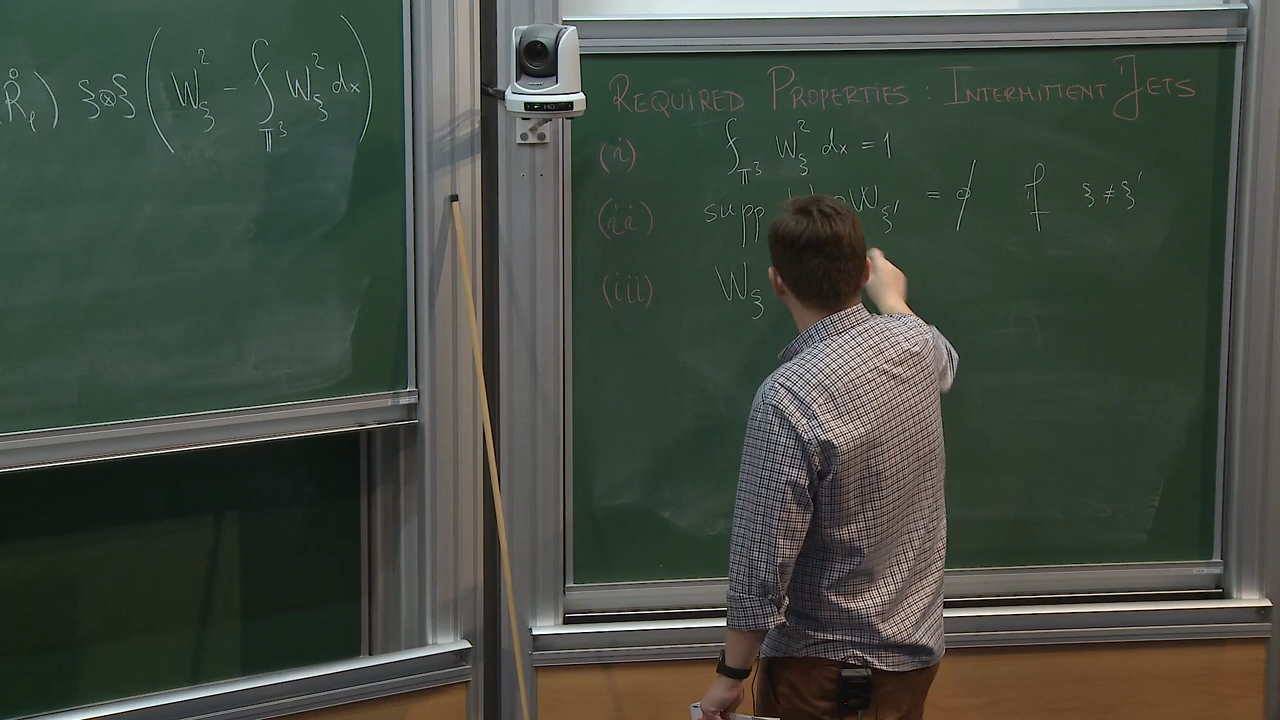 R̊_ℓ) ξ⊗ξ (W_ξ^2 - ⨍_{𝕋^3} W_ξ^2 dx)
REQUIRED PROPERTIES : INTERMITTENT JETS
(i) ⨍_{𝕋^3} W_ξ^2 dx = 1
(ii) supp W_ξ' = ∅ if ξ ≠ ξ'
(iii) W_ξ